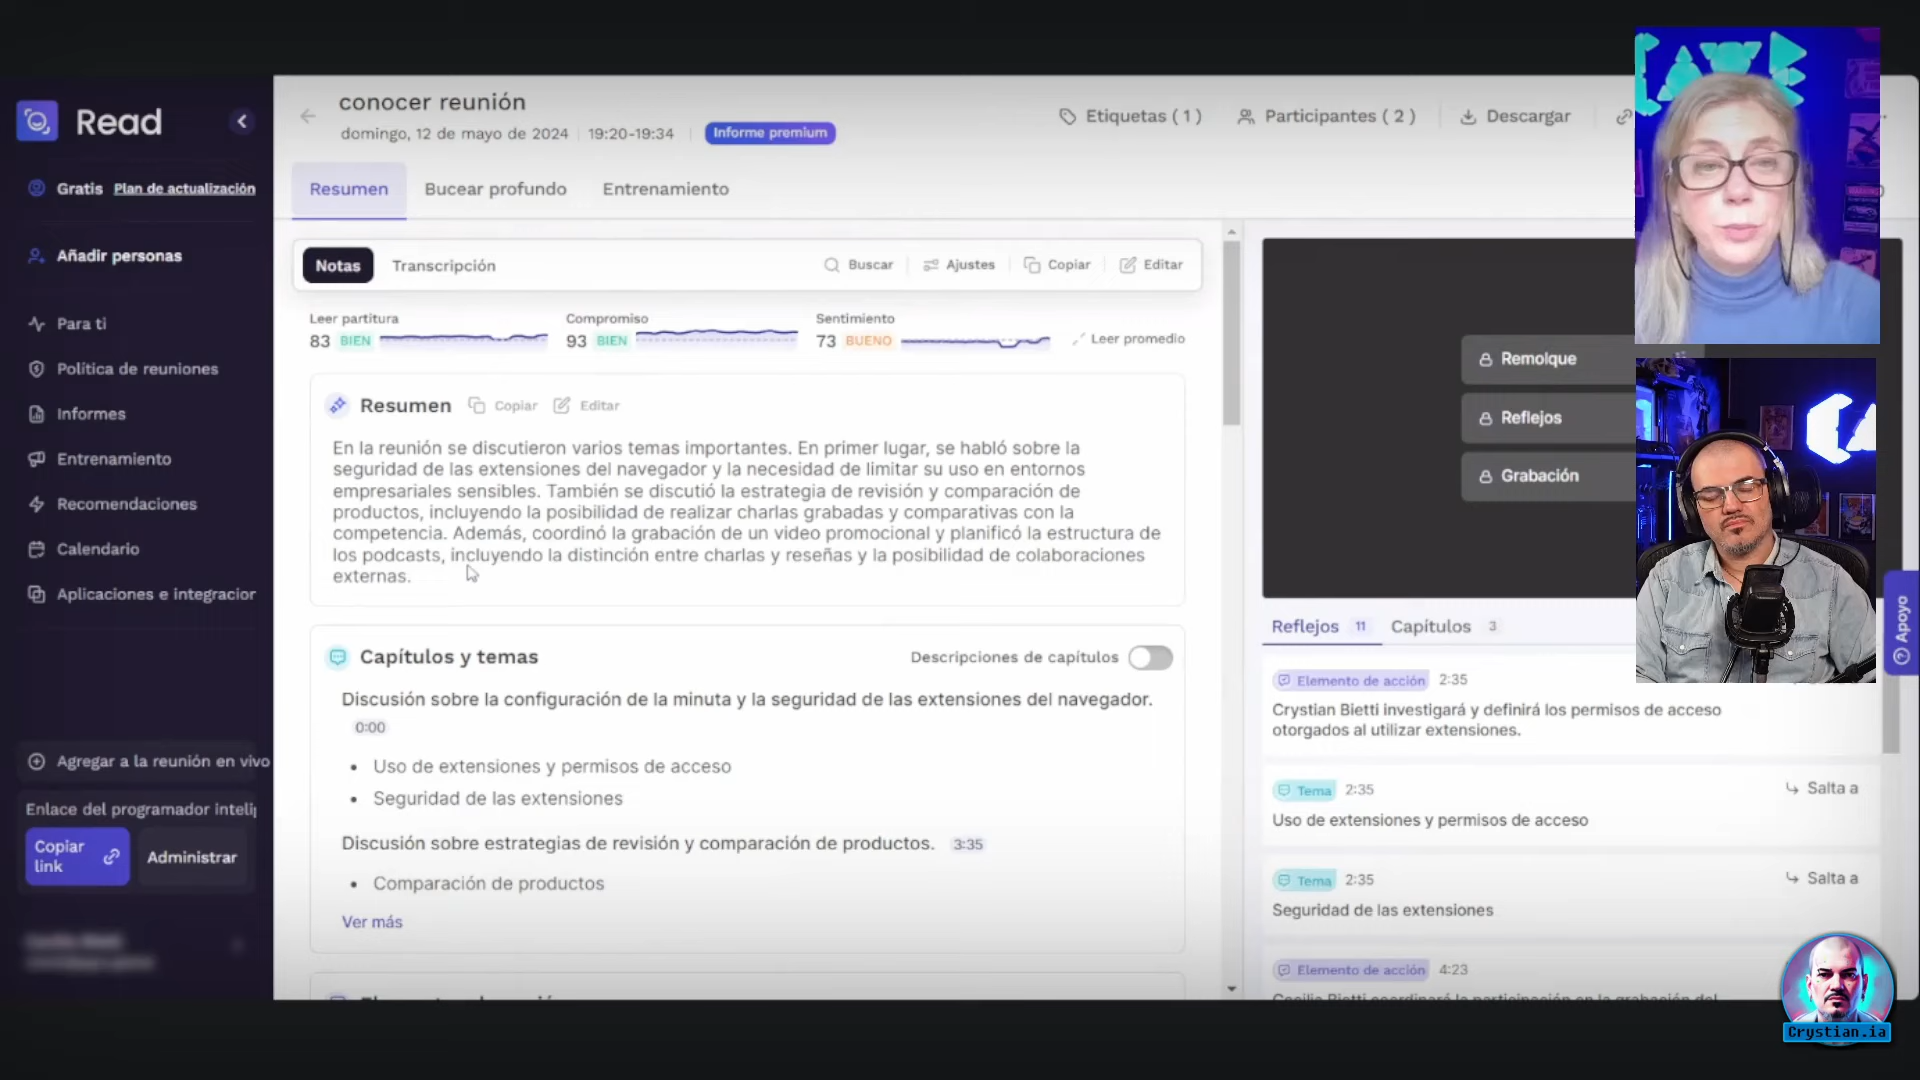 Read
Gratis Plan de actualización
Añadir personas
Para ti
Política de reuniones
Informes
Entrenamiento
Recomendaciones
Calendario
Aplicaciones e integracior
Agregar a la reunión en vivo
Enlace del programador intelig
Copiar
link
Administrar
conocer reunión
domingo, 12 de mayo de 2024 19:20-19:34 Informe premium
Etiquetas ( 1 ) Participantes ( 2 ) Descargar
Resumen Bucear profundo Entrenamiento
Notas Transcripción Buscar Ajustes Copiar Editar
Leer partitura Compromiso Sentimiento
83 BIEN 93 BIEN 73 BUENO Leer promedio
Resumen Copiar Editar
En la reunión se discutieron varios temas importantes. En primer lugar, se habló sobre la
seguridad de las extensiones del navegador y la necesidad de limitar su uso en entornos
empresariales sensibles. También se discutió la estrategia de revisión y comparación de
productos, incluyendo la posibilidad de realizar charlas grabadas y comparativas con la
competencia. Además, coordinó la grabación de un video promocional y planificó la estructura de
los podcasts, incluyendo la distinción entre charlas y reseñas y la posibilidad de colaboraciones
externas.
Capítulos y temas Descripciones de capítulos
Discusión sobre la configuración de la minuta y la seguridad de las extensiones del navegador.
0:00
• Uso de extensiones y permisos de acceso
• Seguridad de las extensiones
Discusión sobre estrategias de revisión y comparación de productos. 3:35
• Comparación de productos
Ver más
Remolque
Reflejos
Grabación
Reflejos 11 Capítulos 3
Elemento de acción 2:35
Crystian Bietti investigará y definirá los permisos de acceso
otorgados al utilizar extensiones.
Tema 2:35 Salta a
Uso de extensiones y permisos de acceso
Tema 2:35 Salta a
Seguridad de las extensiones
Elemento de acción 4:23
Cecilia Bietti coordinará la participación en la grabación del
Apoyo
Crystian.ia